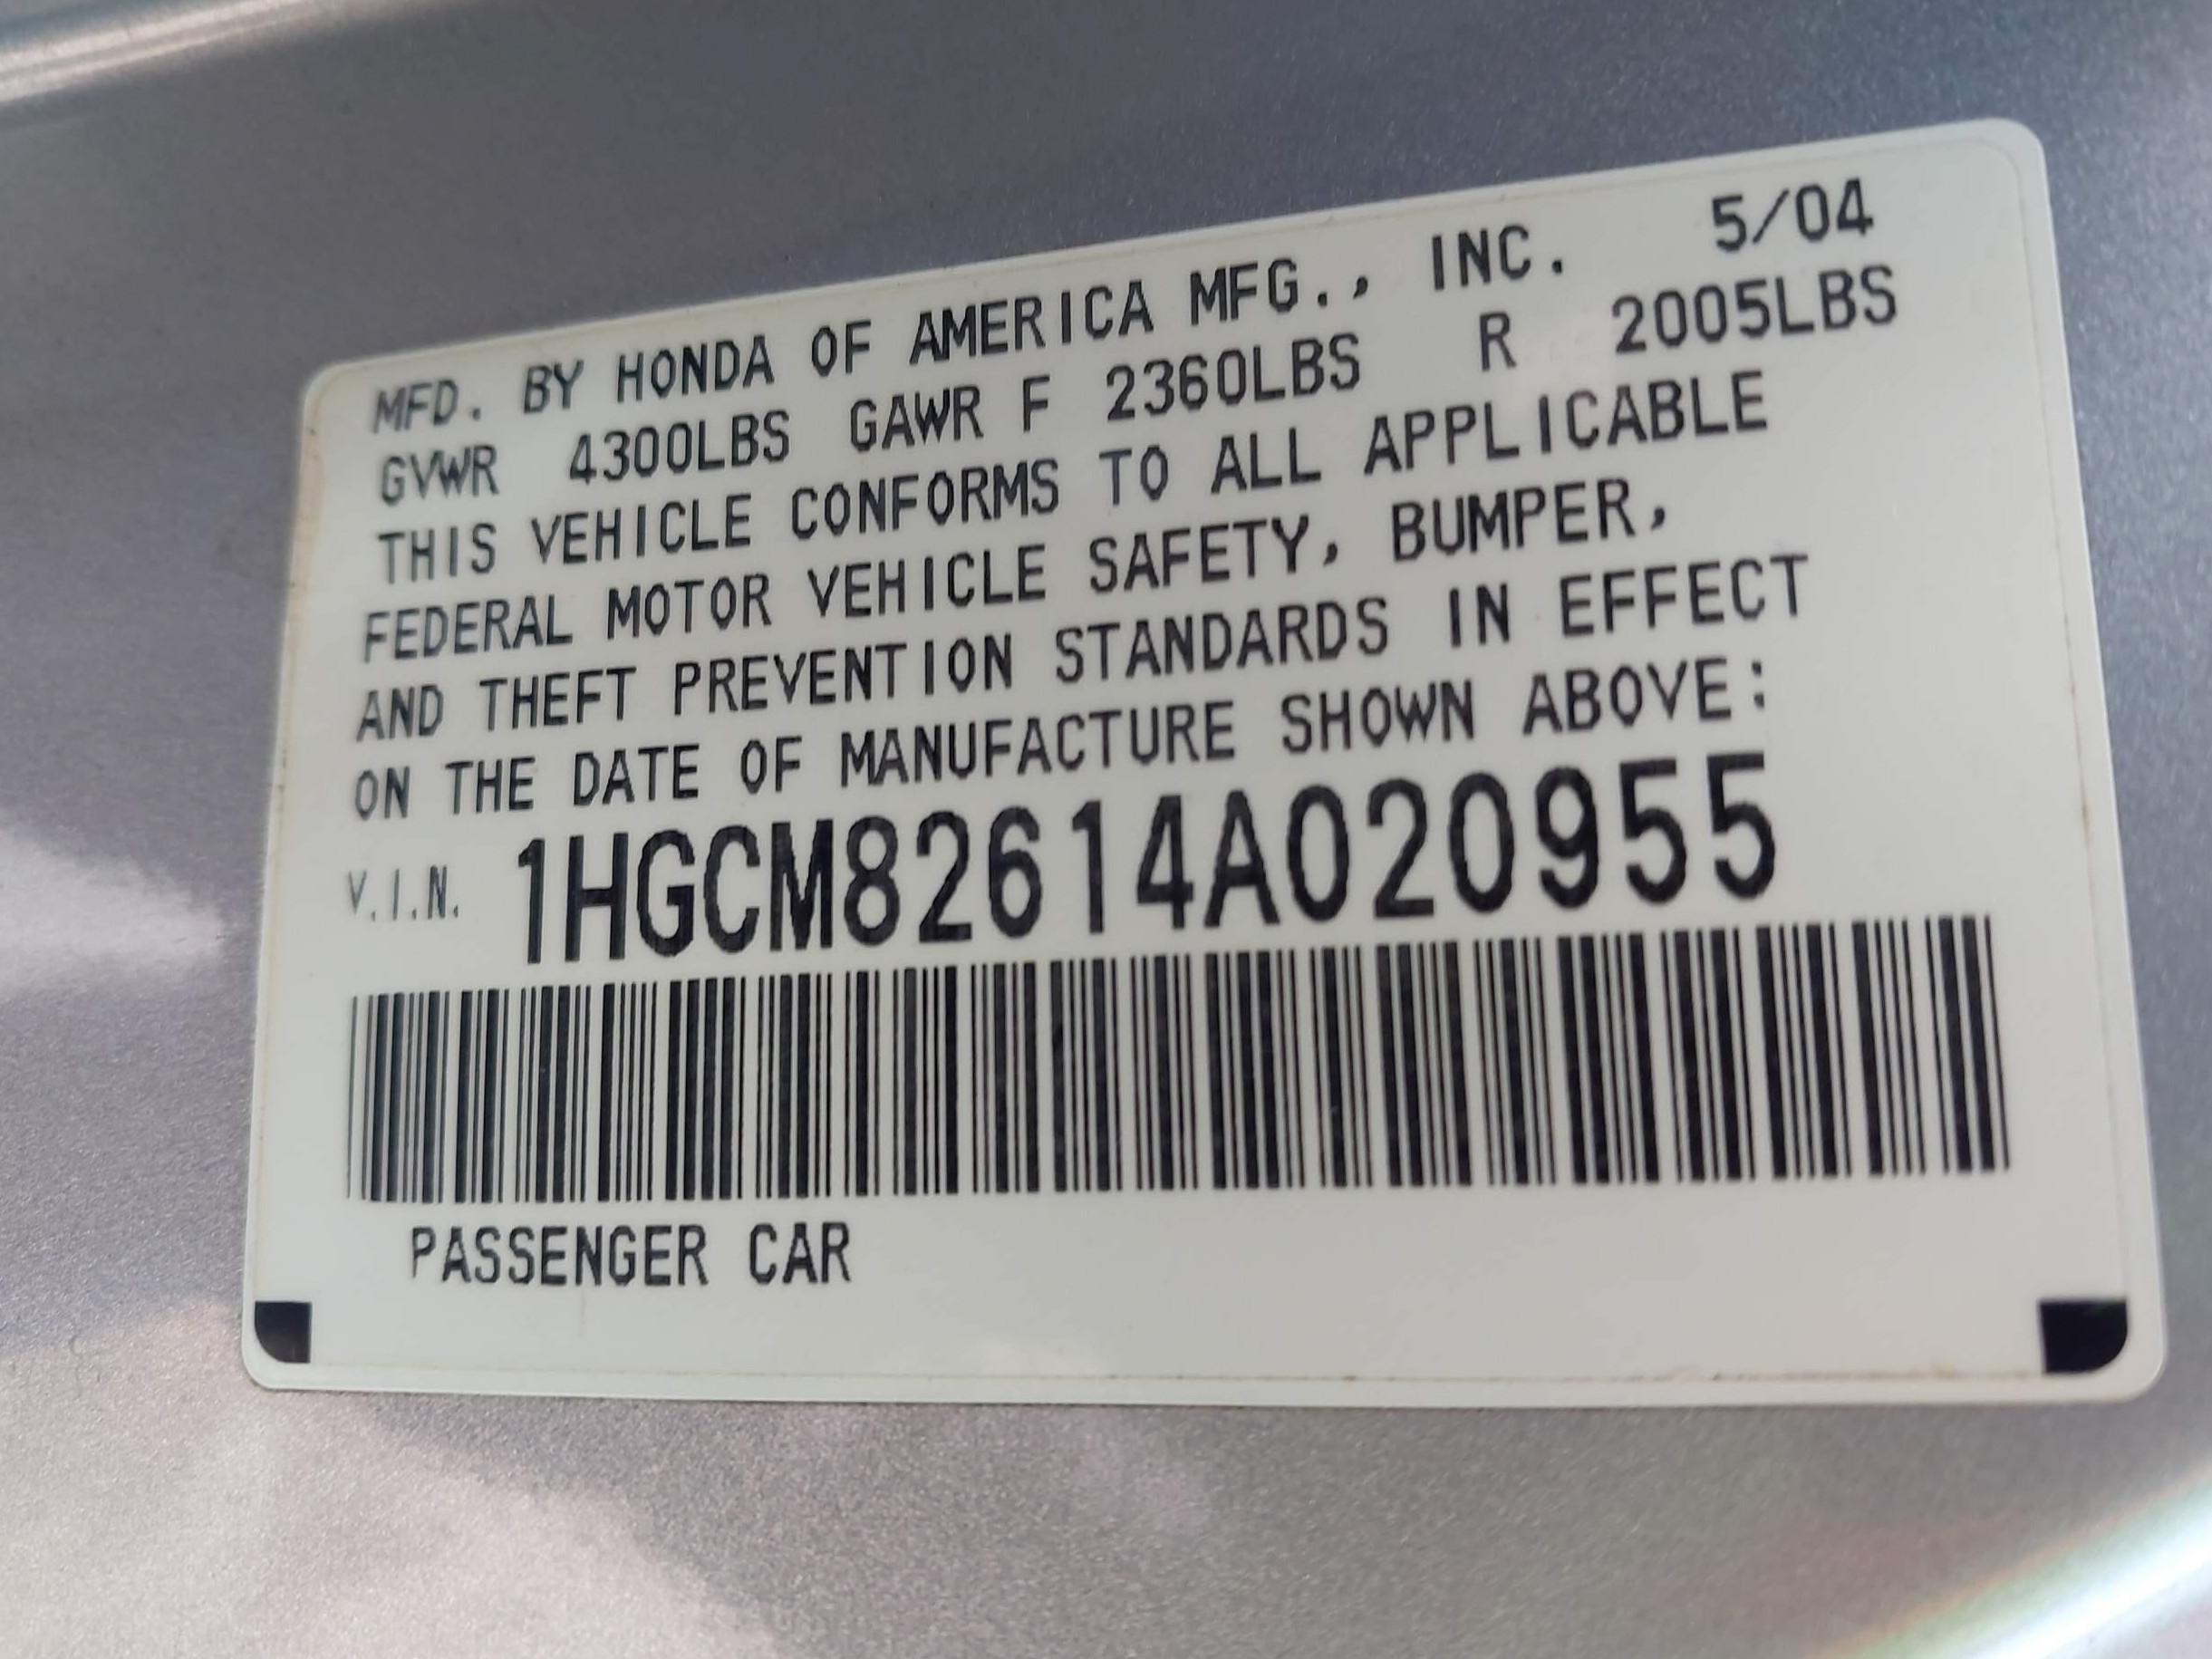 MFD. BY HONDA OF AMERICA MFG., INC. 5/04
GVWR 4300LBS GAWR F 2360LBS R 2005LBS
THIS VEHICLE CONFORMS TO ALL APPLICABLE
FEDERAL MOTOR VEHICLE SAFETY, BUMPER,
AND THEFT PREVENTION STANDARDS IN EFFECT
ON THE DATE OF MANUFACTURE SHOWN ABOVE:
V.I.N. 1HGCM82614A020955
PASSENGER CAR